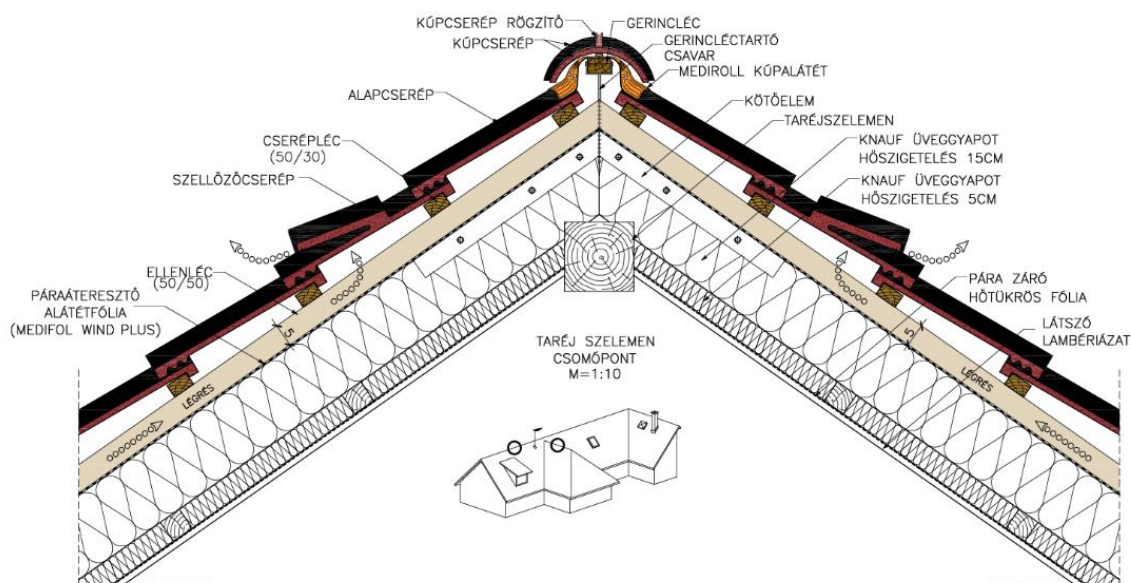 KÚPCSERÉP RÖGZÍTŐ
KÚPCSERÉP
ALAPCSERÉP
CSERÉPLÉC
(50/30)
SZELLŐZŐCSERÉP
ELLENLÉC
(50/50)
PÁRAÁTERESZTŐ
ALÁTÉTFÓLIA
(MEDIFOL WIND PLUS)
5
LÉGRÉS
GERINCLÉC
GERINCLÉCTARTÓ
CSAVAR
MEDIROLL KÚPALÁTÉT
KÖTŐELEM
TARÉJSZELEMEN
KNAUF ÜVEGGYAPOT
HŐSZIGETELÉS 15CM
KNAUF ÜVEGGYAPOT
HŐSZIGETELÉS 5CM
PÁRA ZÁRÓ
HŐTÜKRÖS FÓLIA
LÁTSZÓ
LAMBÉRIÁZAT
5
LÉGRÉS
TARÉJ SZELEMEN
CSOMÓPONT
M=1:10